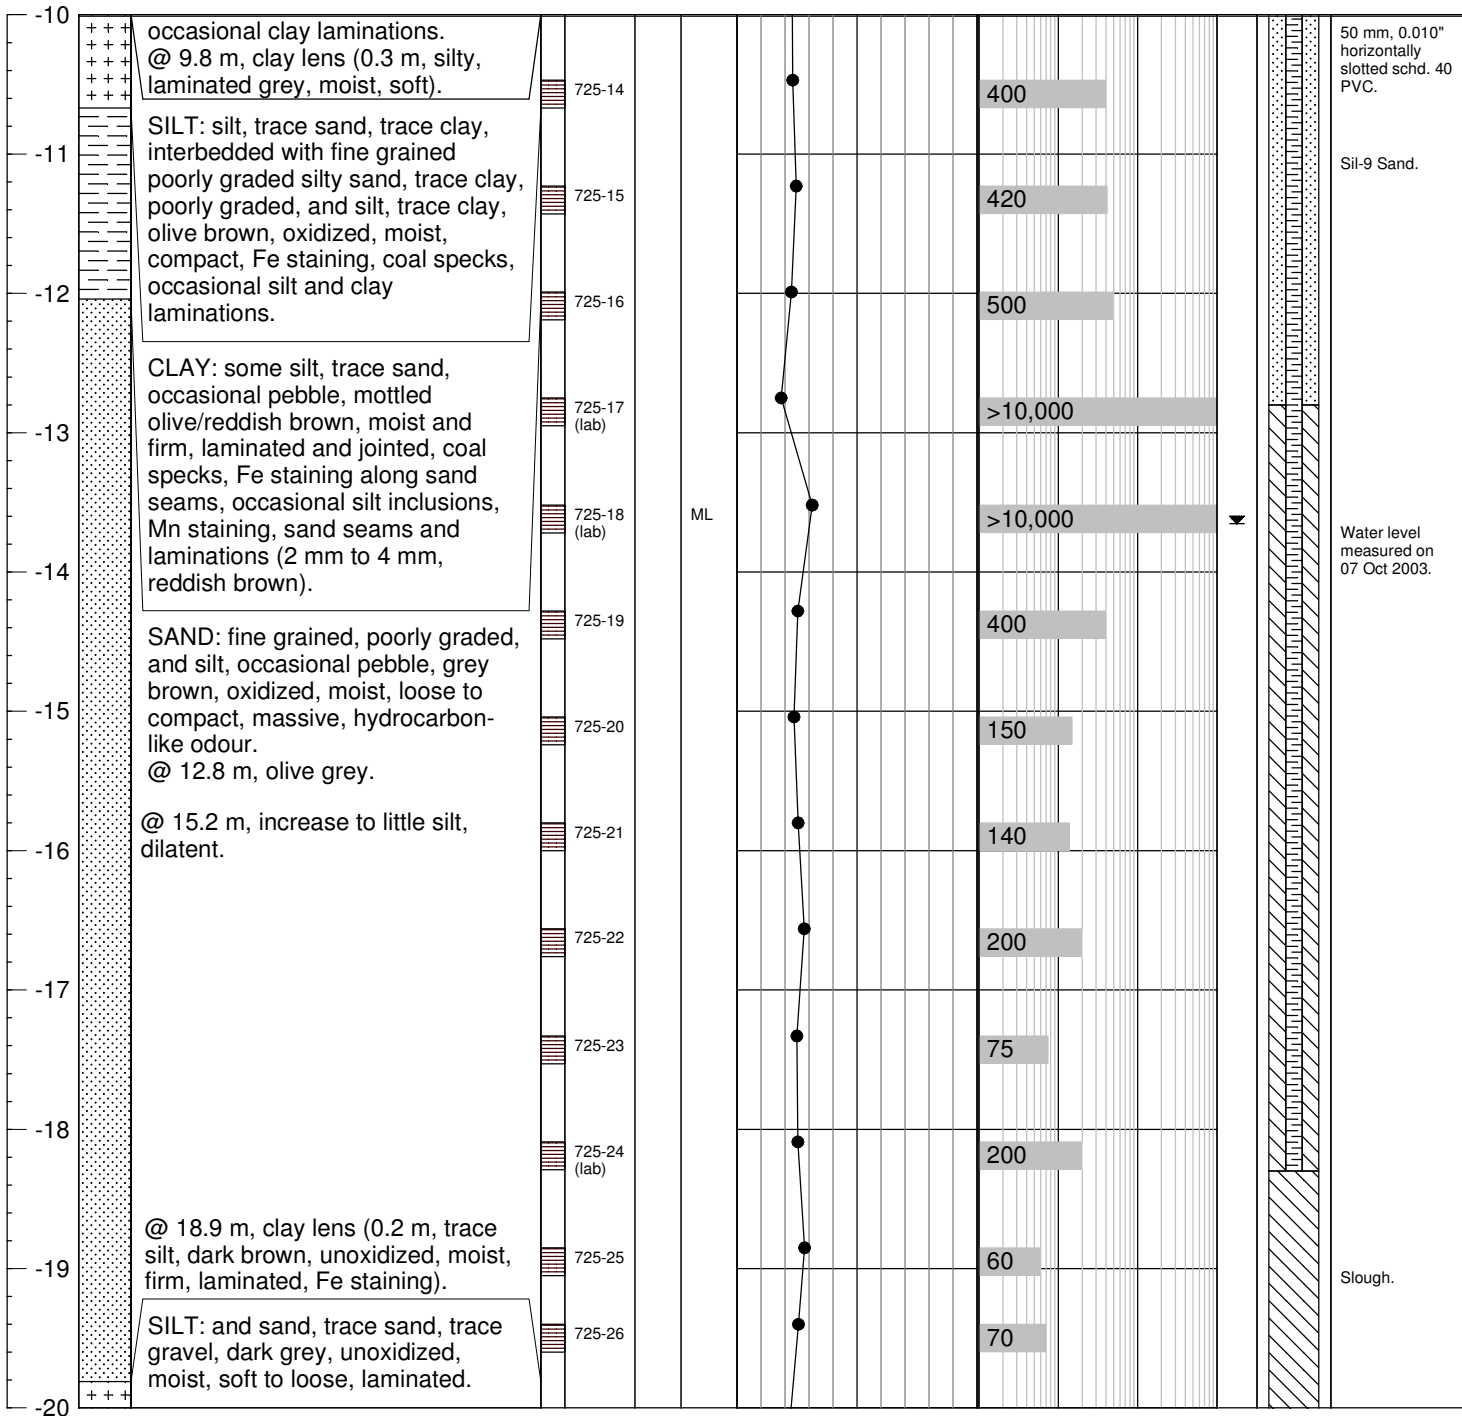 -10
-11
-12
-13
-14
-15
-16
-17
-18
-19
-20
occasional clay laminations.
@ 9.8 m, clay lens (0.3 m, silty,
laminated grey, moist, soft).
SILT: silt, trace sand, trace clay,
interbedded with fine grained
poorly graded silty sand, trace clay,
poorly graded, and silt, trace clay,
olive brown, oxidized, moist,
compact, Fe staining, coal specks,
occasional silt and clay
laminations.
CLAY: some silt, trace sand,
occasional pebble, mottled
olive/reddish brown, moist and
firm, laminated and jointed, coal
specks, Fe staining along sand
seams, occasional silt inclusions,
Mn staining, sand seams and
laminations (2 mm to 4 mm,
reddish brown).
SAND: fine grained, poorly graded,
and silt, occasional pebble, grey
brown, oxidized, moist, loose to
compact, massive, hydrocarbon-
like odour.
@ 12.8 m, olive grey.
@ 15.2 m, increase to little silt,
dilatent.
@ 18.9 m, clay lens (0.2 m, trace
silt, dark brown, unoxidized, moist,
firm, laminated, Fe staining).
SILT: and sand, trace sand, trace
gravel, dark grey, unoxidized,
moist, soft to loose, laminated.
725-14
725-15
725-16
725-17
(lab)
725-18
(lab)
725-19
725-20
725-21
725-22
725-23
725-24
(lab)
725-25
725-26
ML
400
420
500
>10,000
>10,000
400
150
140
200
75
200
60
70
50 mm, 0.010"
horizontally
slotted schd. 40
PVC.
Sil-9 Sand.
Water level
measured on
07 Oct 2003.
Slough.